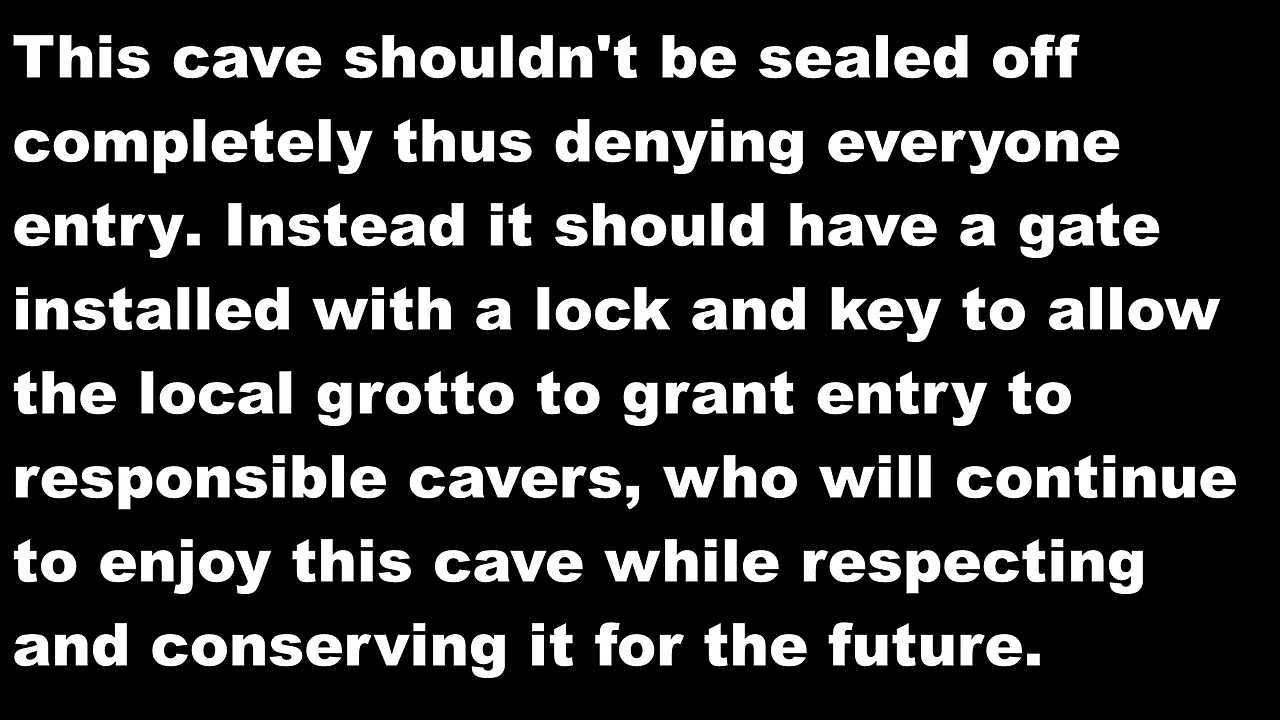 This cave shouldn't be sealed off
completely thus denying everyone
entry. Instead it should have a gate
installed with a lock and key to allow
the local grotto to grant entry to
responsible cavers, who will continue
to enjoy this cave while respecting
and conserving it for the future.